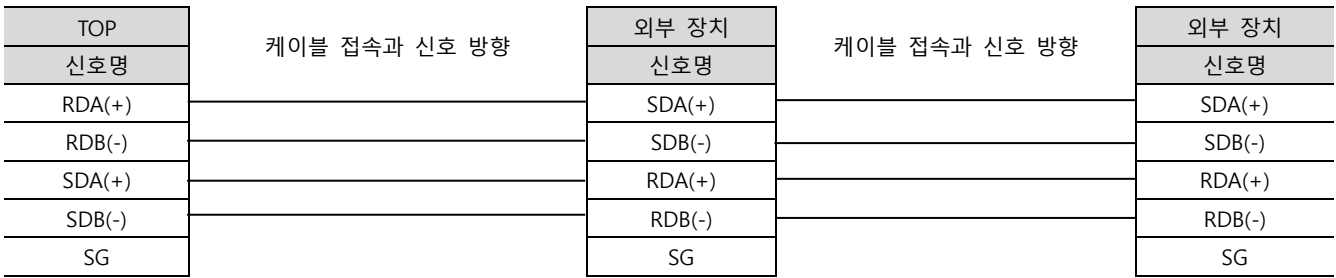 TOP 케이블 접속과 신호 방향 외부 장치 케이블 접속과 신호 방향 외부 장치
신호명 신호명 신호명
RDA(+) SDA(+) SDA(+)
RDB(-) SDB(-) SDB(-)
SDA(+) RDA(+) RDA(+)
SDB(-) RDB(-) RDB(-)
SG SG SG